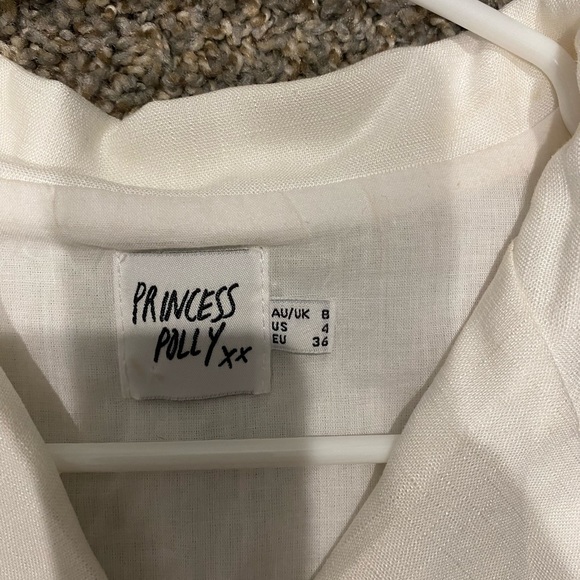 PRINCESS
POLLY xx
AU/UK 8
US 4
EU 36